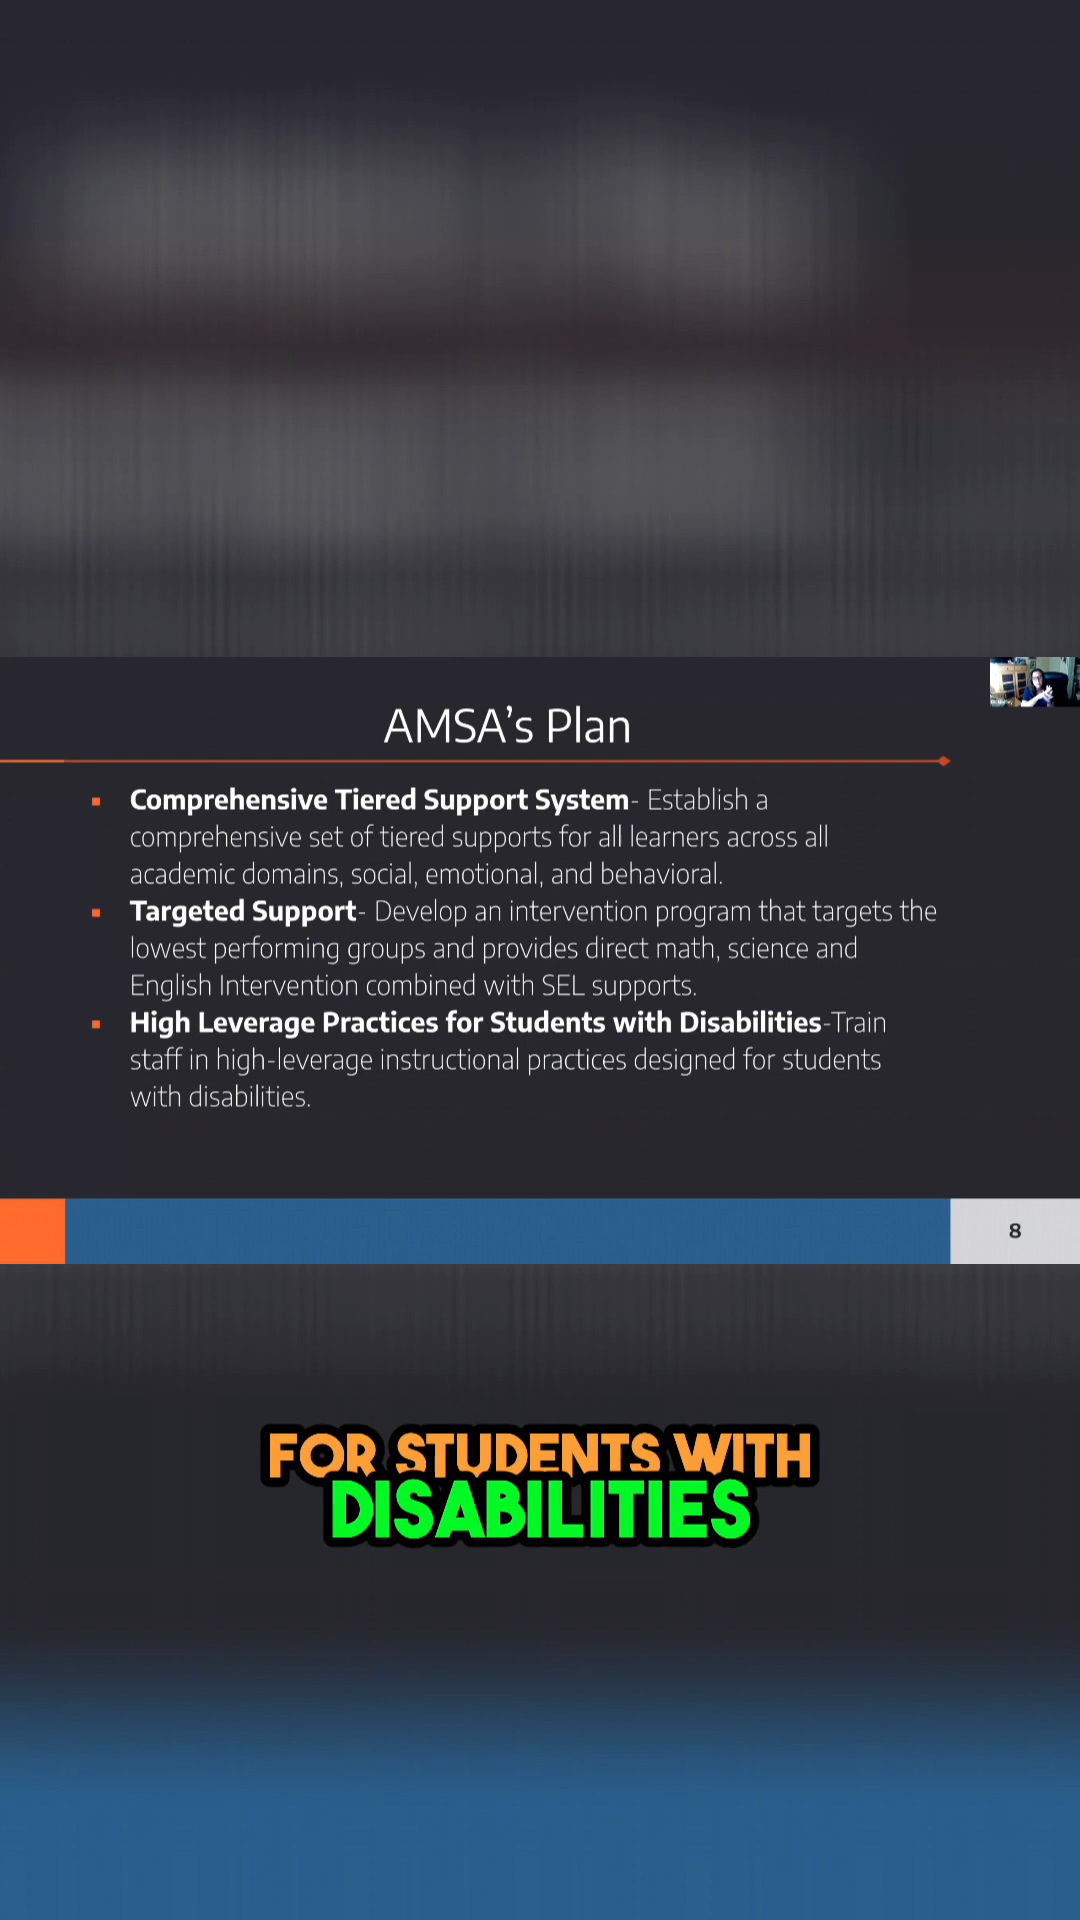 AMSA’s Plan
▪ Comprehensive Tiered Support System- Establish a
comprehensive set of tiered supports for all learners across all
academic domains, social, emotional, and behavioral.
▪ Targeted Support- Develop an intervention program that targets the
lowest performing groups and provides direct math, science and
English Intervention combined with SEL supports.
▪ High Leverage Practices for Students with Disabilities-Train
staff in high-leverage instructional practices designed for students
with disabilities.
8
FOR STUDENTS WITH
DISABILITIES